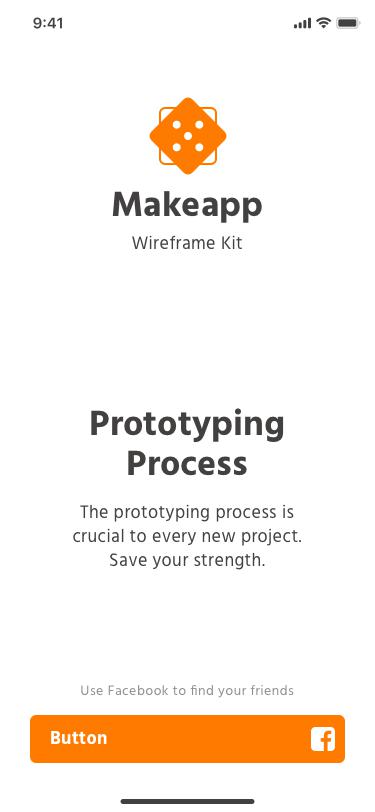 9:41
Makeapp
Wireframe Kit
Prototyping
Process
The prototyping process is
crucial to every new project.
Save your strength.
Use Facebook to find your friends
Button